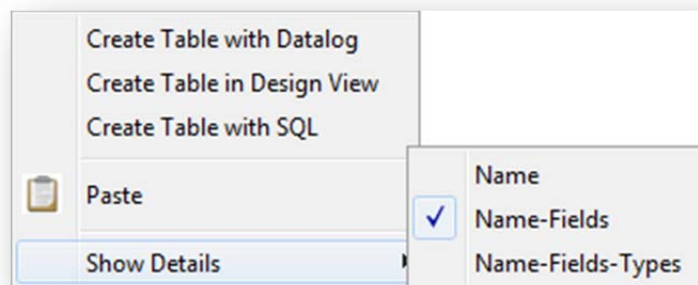 Create Table with Datalog
Create Table in Design View
Create Table with SQL
Paste
Show Details
Name
Name-Fields
Name-Fields-Types